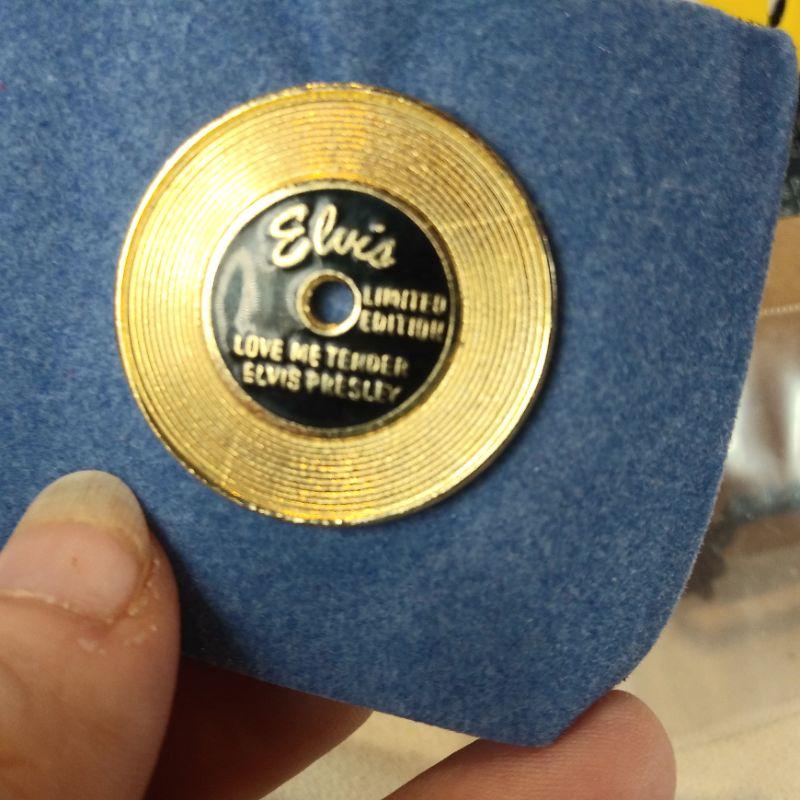 Elvis
LIMITED
EDITION
LOVE ME TENDER
ELVIS PRESLEY